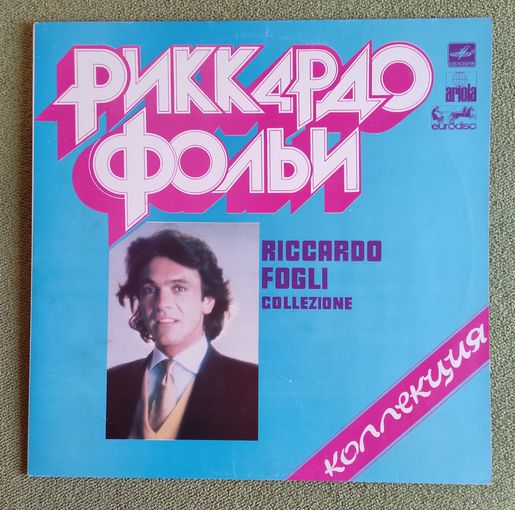 РИККАРДО
ФОЛЬИ
МЕЛОДИЯ
ariola
eurodisc
RICCARDO
FOGLI
COLLEZIONE
КОЛЛЕКЦИЯ